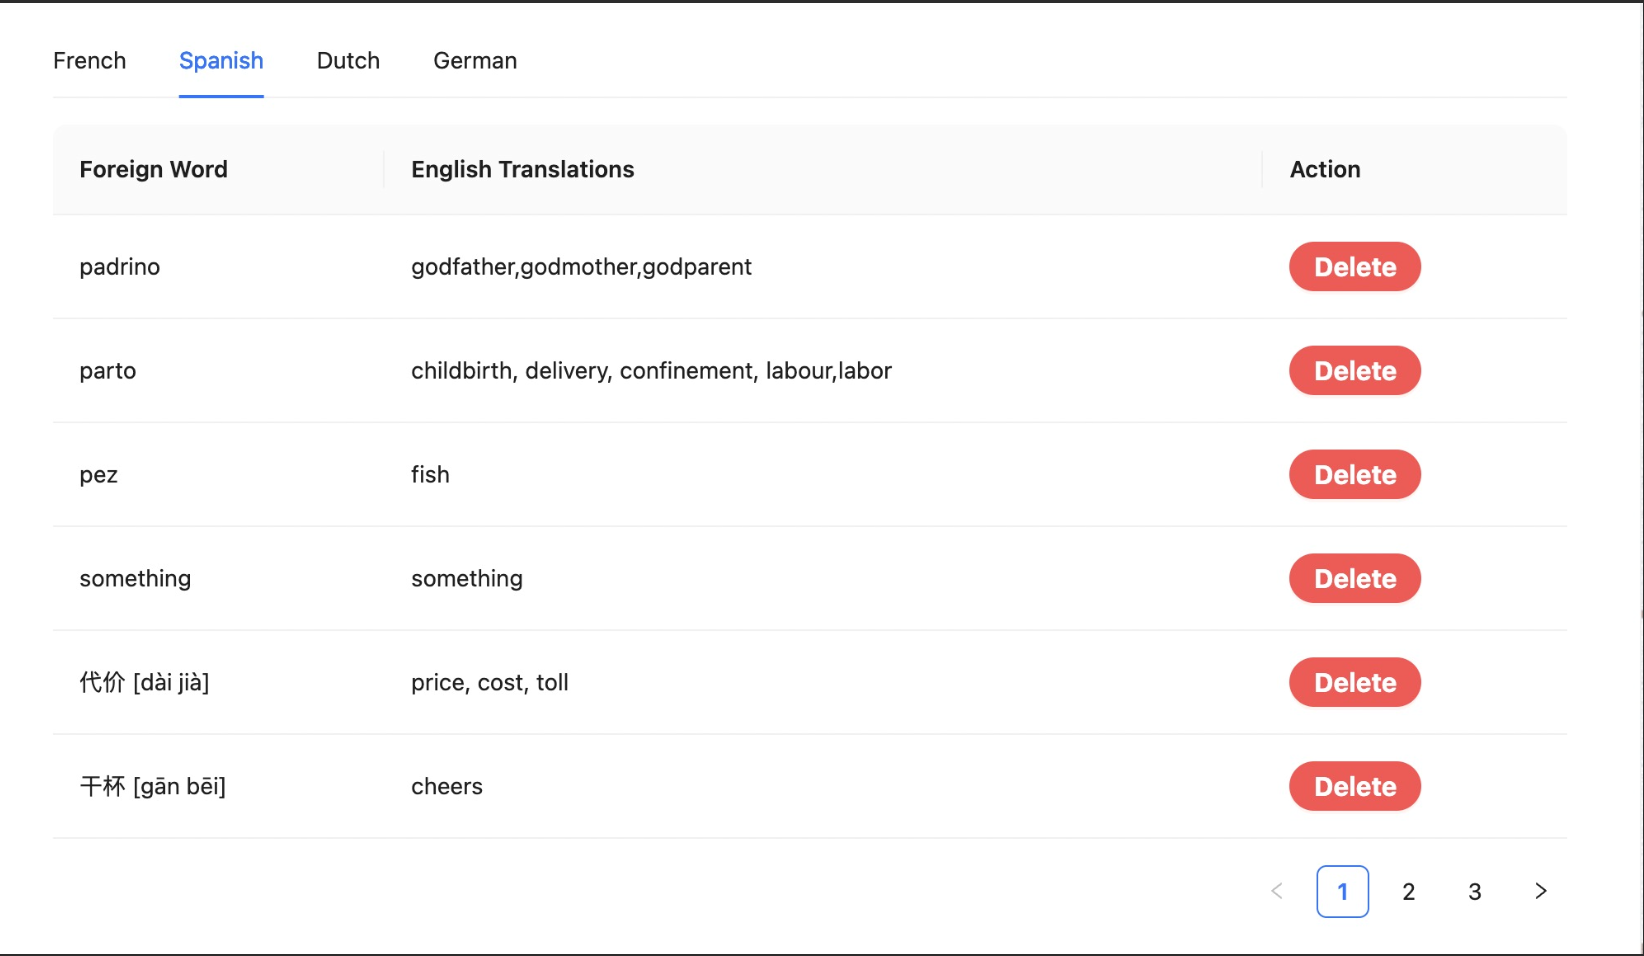 French Spanish Dutch German
Foreign Word English Translations Action
padrino godfather,godmother,godparent Delete
parto childbirth, delivery, confinement, labour,labor Delete
pez fish Delete
something something Delete
代价 [dài jià] price, cost, toll Delete
干杯 [gān bēi] cheers Delete
< 1 2 3 >